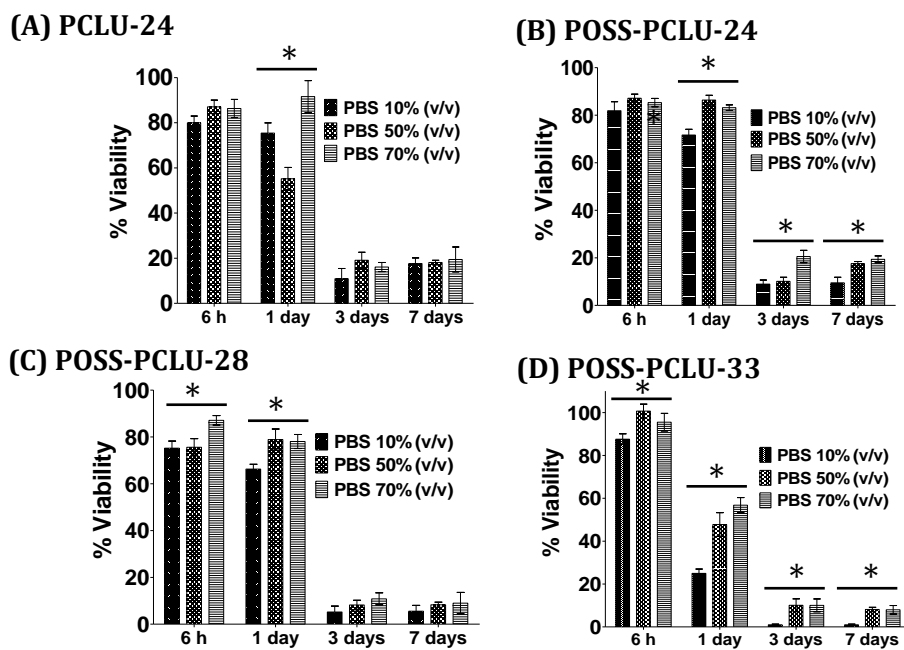 (A) PCLU-24
*
100
80
60
40
20
0
% Viability
PBS 10% (v/v)
PBS 50% (v/v)
PBS 70% (v/v)
6 h 1 day 3 days 7 days
(B) POSS-PCLU-24
*
100
80
60
40
20
0
% Viability
*
PBS 10% (v/v)
PBS 50% (v/v)
PBS 70% (v/v)
* *
6 h 1 day 3 days 7 days
(C) POSS-PCLU-28
* *
100
80
60
40
20
0
% Viability
PBS 10% (v/v)
PBS 50% (v/v)
PBS 70% (v/v)
6 h 1 day 3 days 7 days
(D) POSS-PCLU-33
*
100
80
60
40
20
0
% Viability
PBS 10% (v/v)
PBS 50% (v/v)
PBS 70% (v/v)
*
* *
6 h 1 day 3 days 7 days